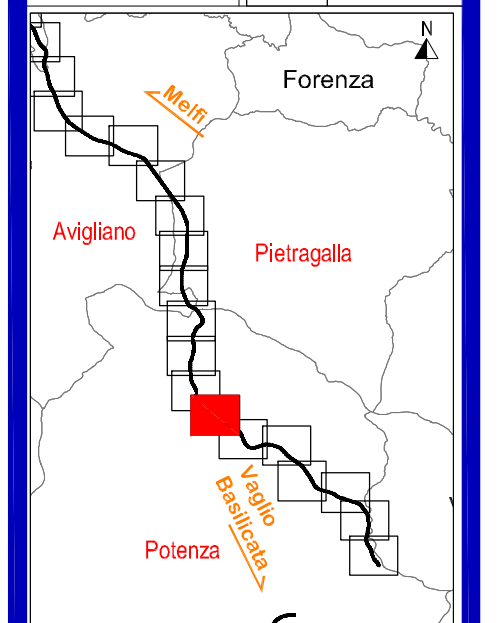 N
Forenza
Melfi
Avigliano
Pietragalla
Vaglio
Basilicata
Potenza